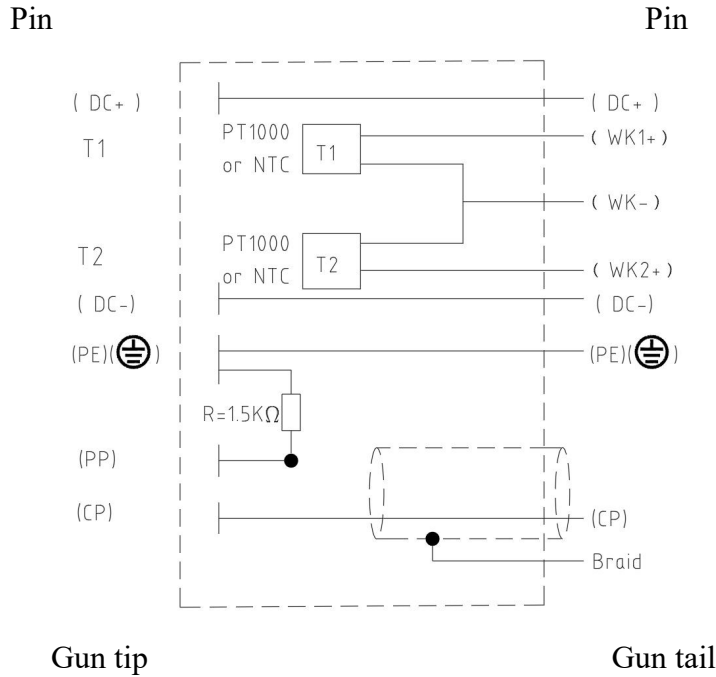 Pin Pin
( DC+ ) ( DC+ )
PT1000 ( WK1+)
T1 T1
or NTC
( WK- )
PT1000
T2 T2
or NTC ( WK2+)
( DC-) ( DC-)
(PE)( ) (PE)( )
R=1.5KΩ
(PP)
(CP) (CP)
Braid
Gun tip Gun tail